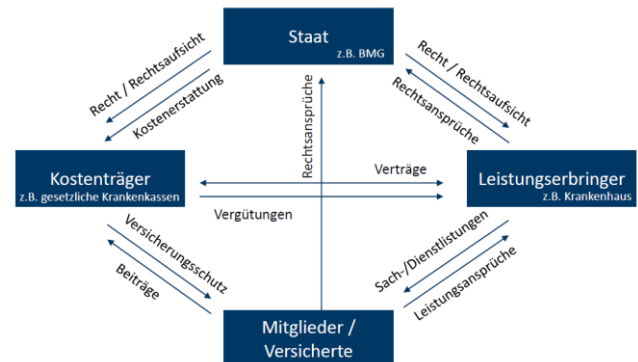 Staat
z.B. BMG
Recht / Rechtsaufsicht
Kostenerstattung
Rechtsansprüche
Recht / Rechtsaufsicht
Rechtsansprüche
Kostenträger
z.B. gesetzliche Krankenkassen
Verträge
Vergütungen
Leistungserbringer
z.B. Krankenhaus
Versicherungsschutz
Beiträge
Sach-/Dienstlistungen
Leistungsansprüche
Mitglieder /
Versicherte